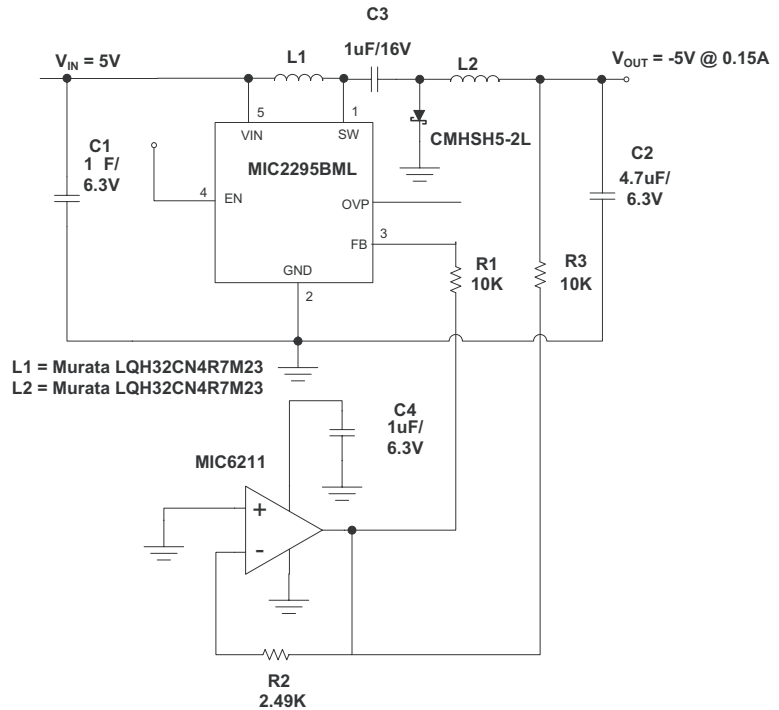 C3
1uF/16V
V_IN = 5V
L1
L2
V_OUT = -5V @ 0.15A
5
1
VIN
SW
CMHSH5-2L
C1
1 F/
6.3V
MIC2295BML
C2
4.7uF/
6.3V
4
EN
OVP
3
FB
R1
10K
R3
10K
GND
2
L1 = Murata LQH32CN4R7M23
L2 = Murata LQH32CN4R7M23
C4
1uF/
6.3V
MIC6211
+
-
R2
2.49K